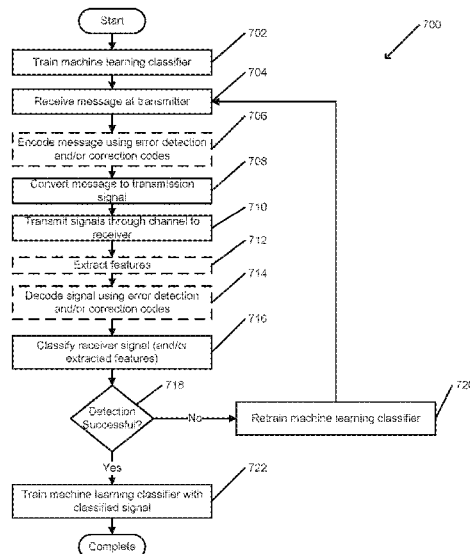 Start
700
702
Train machine learning classifier
704
Receive message at transmitter
706
Encode message using error detection
and/or correction codes
708
Convert message to transmission
signal
710
Transmit signals through channel to
receiver
712
Extract features
714
Decode signal using error detection
and/or correction codes
716
Classify receiver signal (and/or
extracted features)
718
Detection
Successful?
No
720
Retrain machine learning classifier
Yes
722
Train machine learning classifier with
classified signal
Complete